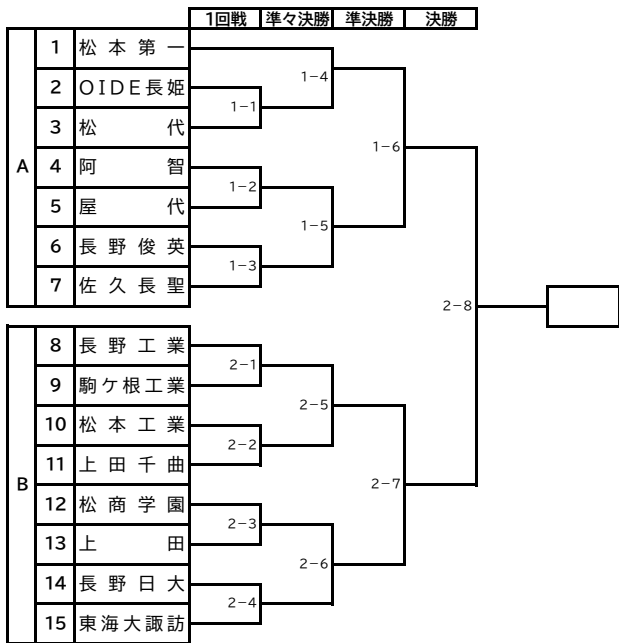 1回戦 準々決勝 準決勝 決勝
1 松本第一
1-4
2 OIDE長姫
1-1
3 松代
A 4 阿智
1-6
1-2
5 屋代
1-5
6 長野俊英
1-3
7 佐久長聖
2-8
8 長野工業
2-1
9 駒ケ根工業
2-5
10 松本工業
2-2
11 上田千曲
B
2-7
12 松商学園
2-3
13 上田
2-6
14 長野日大
2-4
15 東海大諏訪